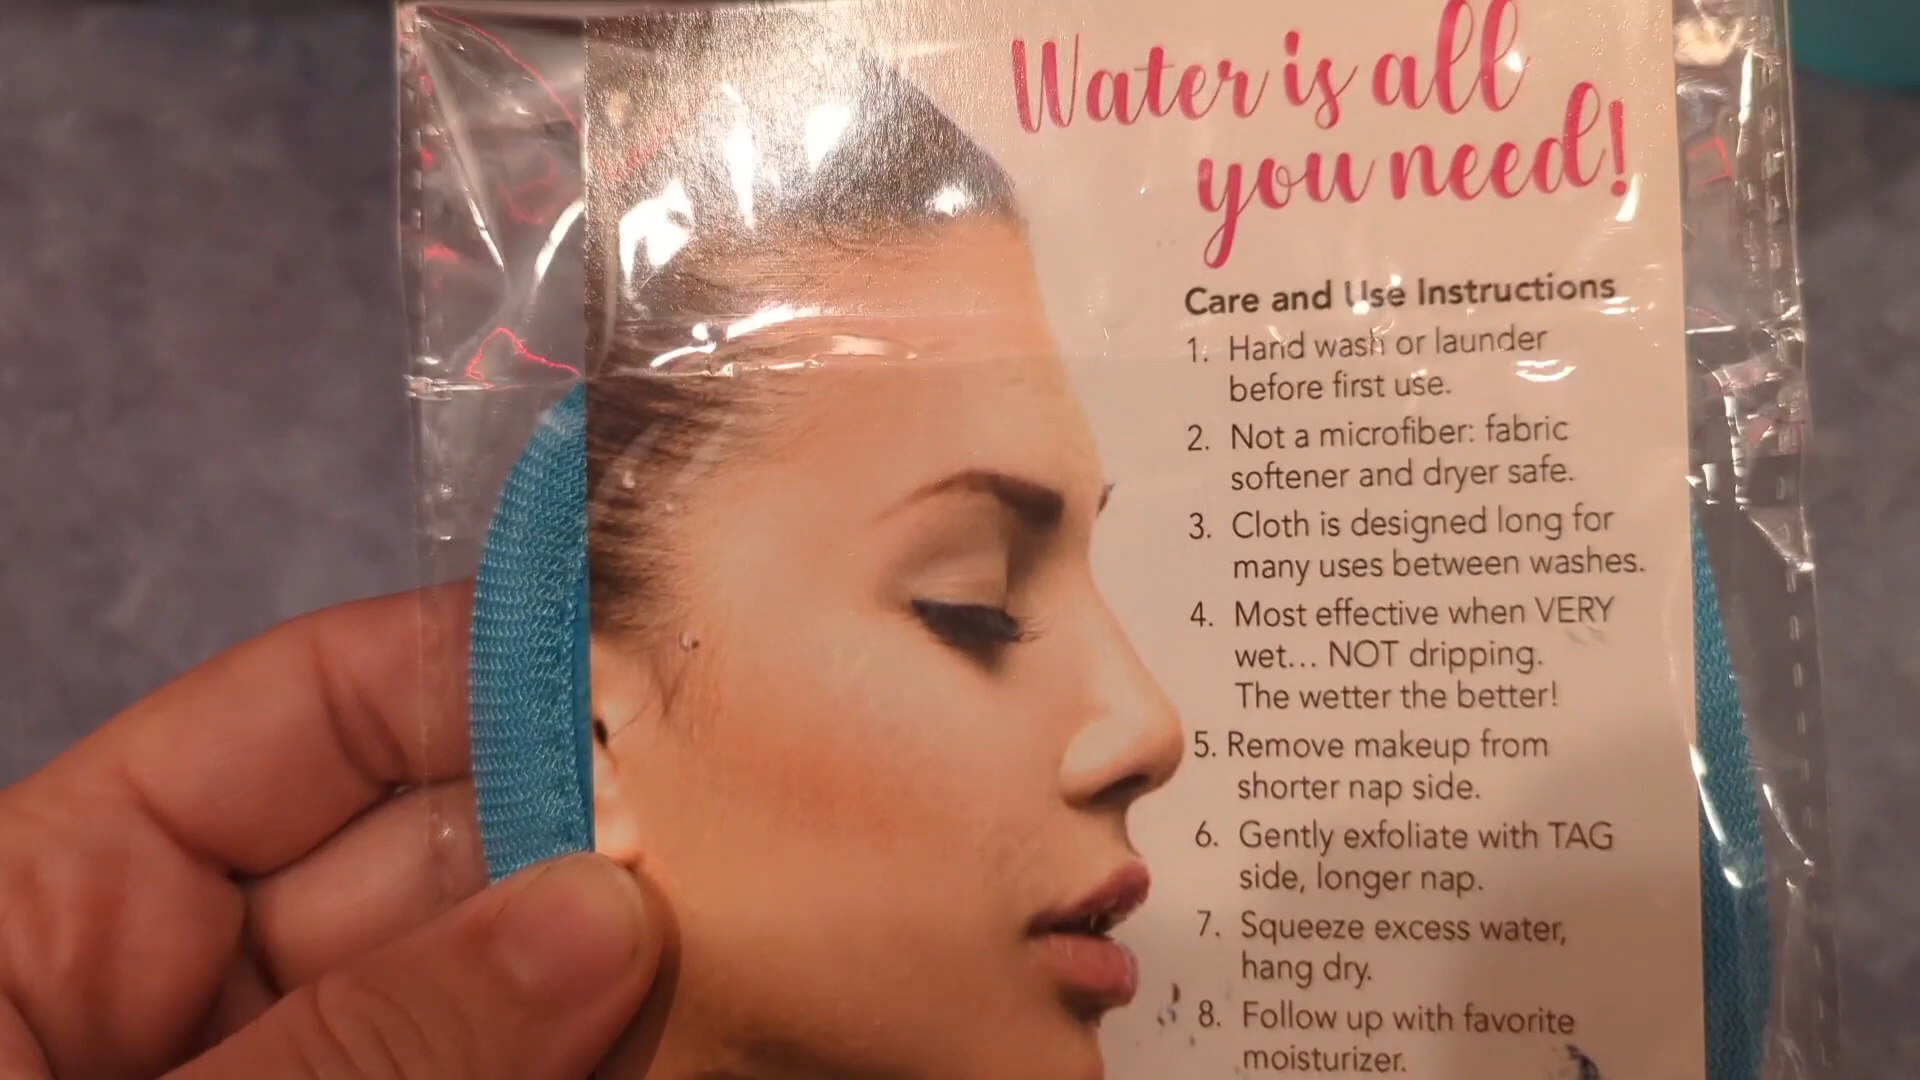 Water is all
you need!
Care and Use Instructions
1. Hand wash or launder
before first use.
2. Not a microfiber: fabric
softener and dryer safe.
3. Cloth is designed long for
many uses between washes.
4. Most effective when VERY
wet... NOT dripping.
The wetter the better!
5. Remove makeup from
shorter nap side.
6. Gently exfoliate with TAG
side, longer nap.
7. Squeeze excess water,
hang dry.
8. Follow up with favorite
moisturizer.